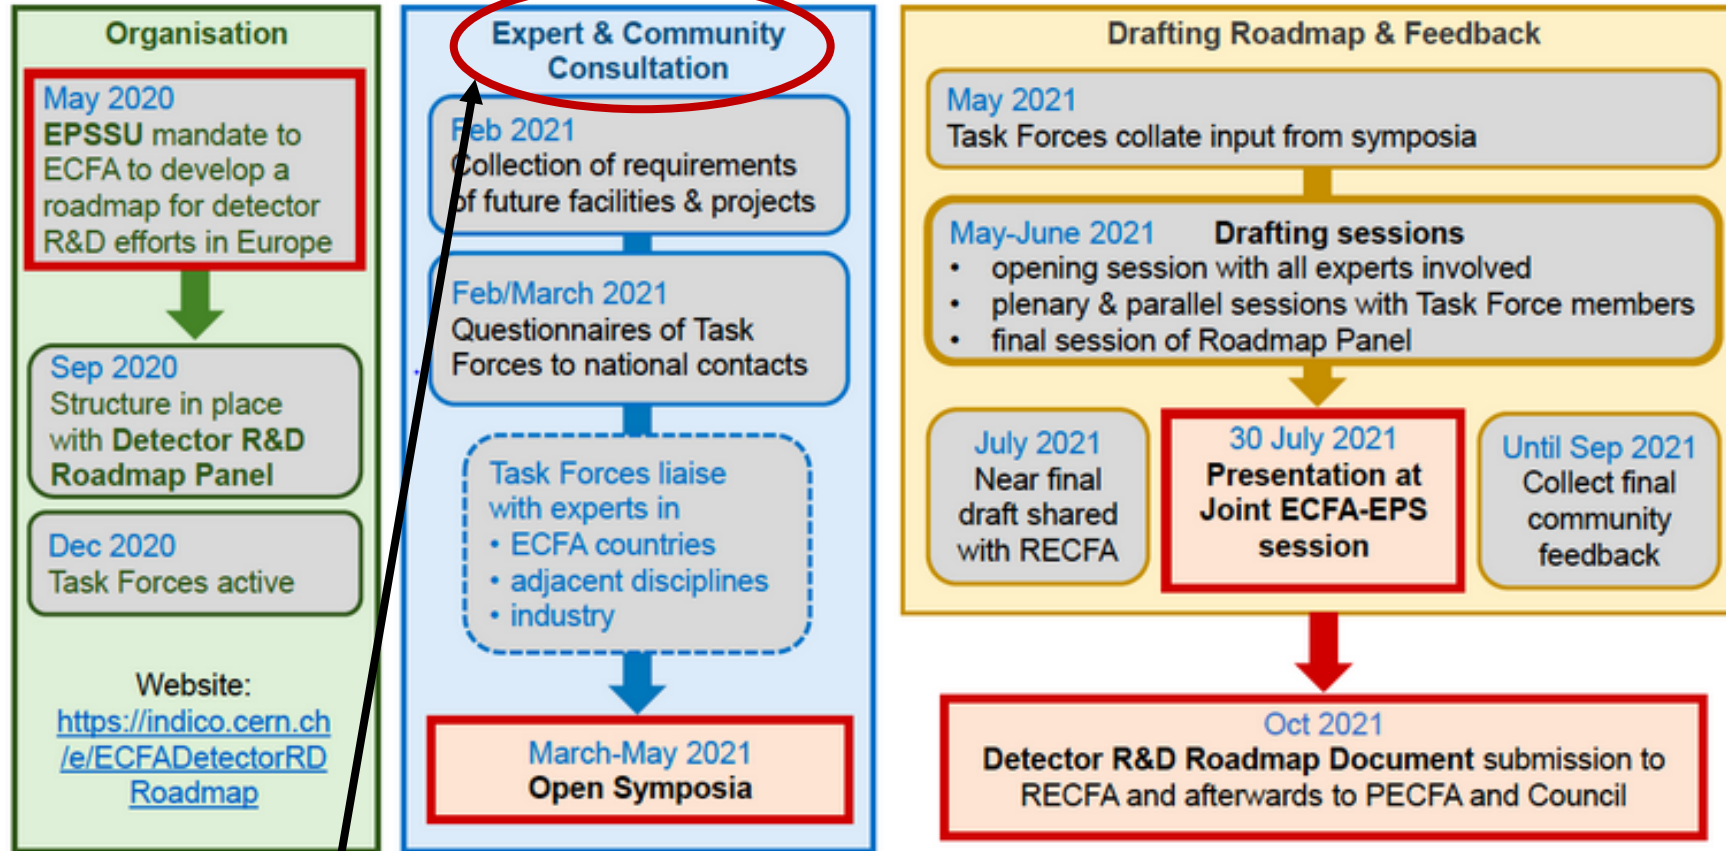 Organisation
May 2020
EPSSU mandate to
ECFA to develop a
roadmap for detector
R&D efforts in Europe
Sep 2020
Structure in place
with Detector R&D
Roadmap Panel
Dec 2020
Task Forces active
Website:
https://indico.cern.ch
/e/ECFADetectorRD
Roadmap
Expert & Community
Consultation
Feb 2021
Collection of requirements
of future facilities & projects
Feb/March 2021
Questionnaires of Task
Forces to national contacts
Task Forces liaise
with experts in
• ECFA countries
• adjacent disciplines
• industry
March-May 2021
Open Symposia
Drafting Roadmap & Feedback
May 2021
Task Forces collate input from symposia
May-June 2021 Drafting sessions
• opening session with all experts involved
• plenary & parallel sessions with Task Force members
• final session of Roadmap Panel
July 2021
Near final
draft shared
with RECFA
30 July 2021
Presentation at
Joint ECFA-EPS
session
Until Sep 2021
Collect final
community
feedback
Oct 2021
Detector R&D Roadmap Document submission to
RECFA and afterwards to PECFA and Council